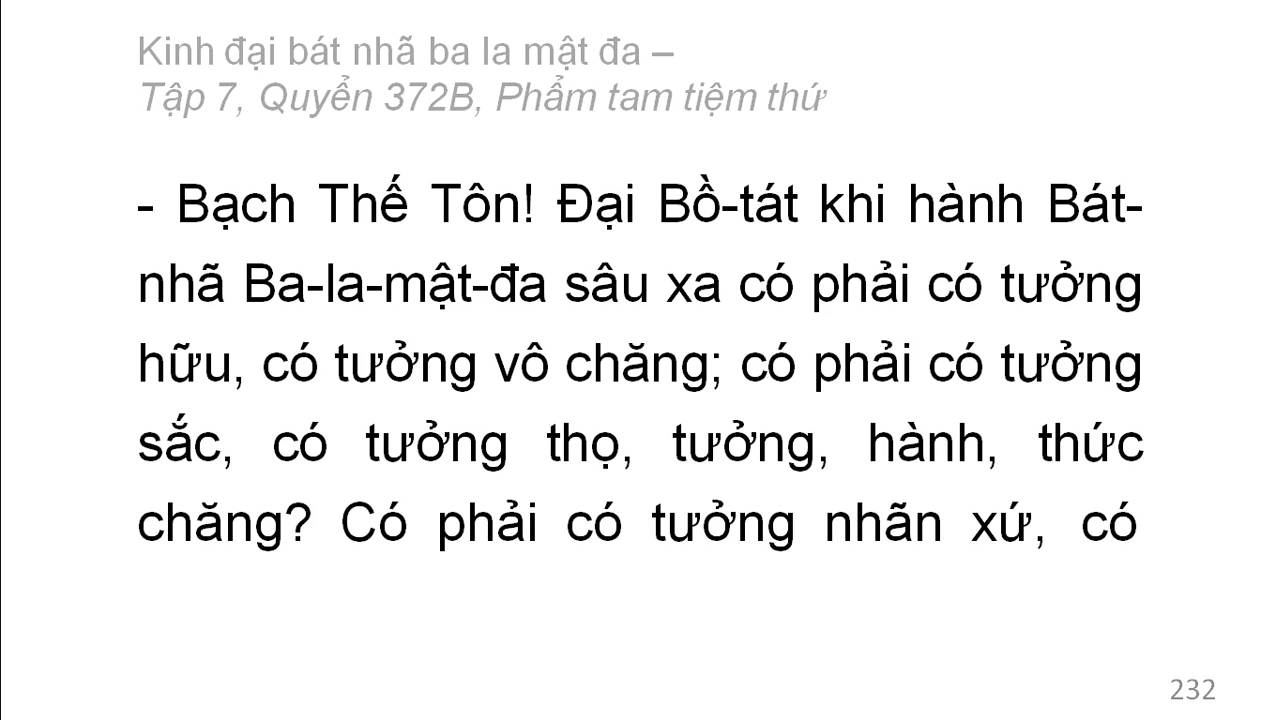 Kinh đại bát nhã ba la mật đa –
Tập 7, Quyển 372B, Phẩm tam tiệm thứ
- Bạch Thế Tôn! Đại Bồ-tát khi hành Bát-
nhã Ba-la-mật-đa sâu xa có phải có tưởng
hữu, có tưởng vô chăng; có phải có tưởng
sắc, có tưởng thọ, tưởng, hành, thức
chăng? Có phải có tưởng nhãn xứ, có
232